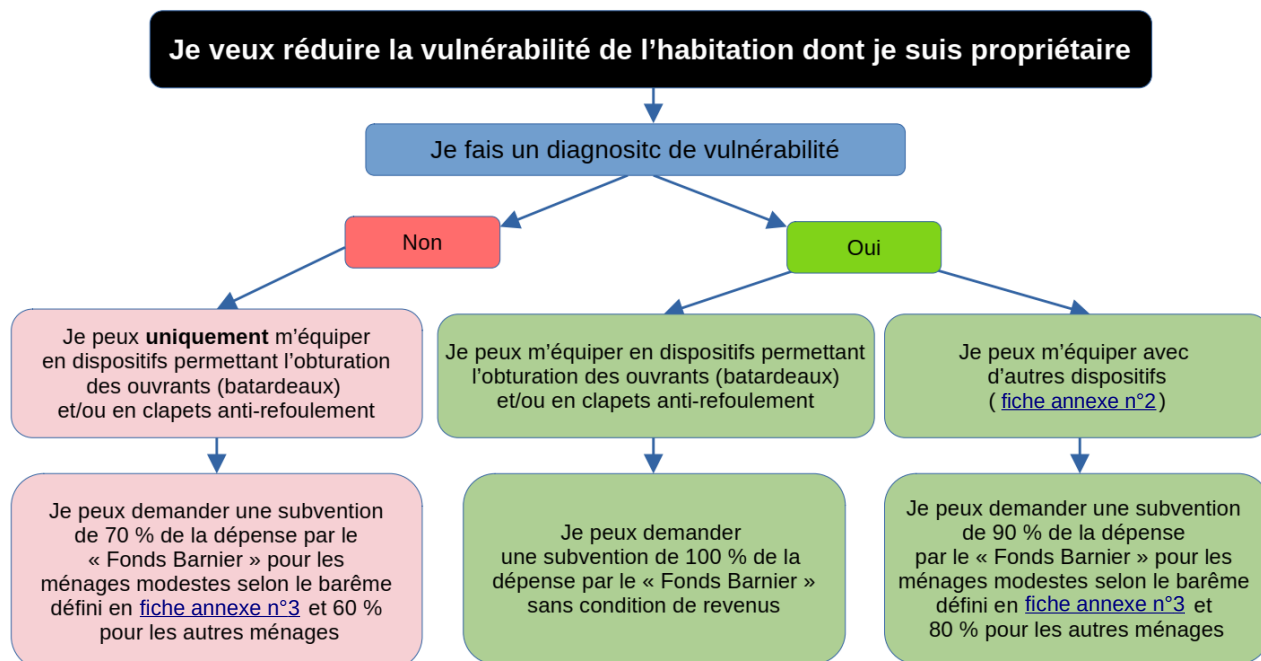 Je veux réduire la vulnérabilité de l’habitation dont je suis propriétaire
Je fais un diagnositc de vulnérabilité
Non
Oui
Je peux uniquement m’équiper
en dispositifs permettant l’obturation
des ouvrants (batardeaux)
et/ou en clapets anti-refoulement
Je peux m’équiper en dispositifs permettant
l’obturation des ouvrants (batardeaux)
et/ou en clapets anti-refoulement
Je peux m’équiper avec
d’autres dispositifs
( fiche annexe n°2 )
Je peux demander une subvention
de 70 % de la dépense par le
« Fonds Barnier » pour les
ménages modestes selon le barême
défini en fiche annexe n°3 et 60 %
pour les autres ménages
Je peux demander
une subvention de 100 % de la
dépense par le « Fonds Barnier »
sans condition de revenus
Je peux demander une subvention
de 90 % de la dépense
par le « Fonds Barnier » pour les
ménages modestes selon le barême
défini en fiche annexe n°3 et
80 % pour les autres ménages